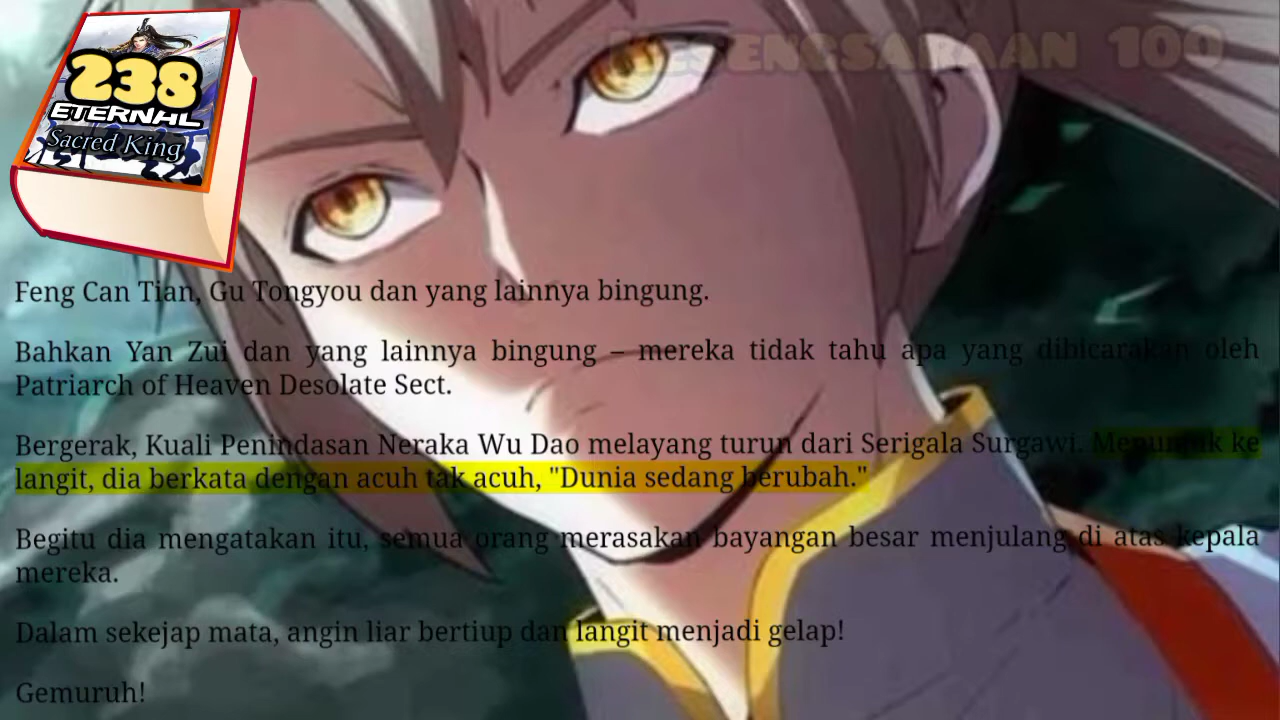 KESENGSARAAN 100
238
ETERNAL
Sacred King
Feng Can Tian, Gu Tongyou dan yang lainnya bingung.
Bahkan Yan Zui dan yang lainnya bingung – mereka tidak tahu apa yang dibicarakan oleh
Patriarch of Heaven Desolate Sect.
Bergerak, Kuali Penindasan Neraka Wu Dao melayang turun dari Serigala Surgawi. Menunjuk ke
langit, dia berkata dengan acuh tak acuh, "Dunia sedang berubah."
Begitu dia mengatakan itu, semua orang merasakan bayangan besar menjulang di atas kepala
mereka.
Dalam sekejap mata, angin liar bertiup dan langit menjadi gelap!
Gemuruh!